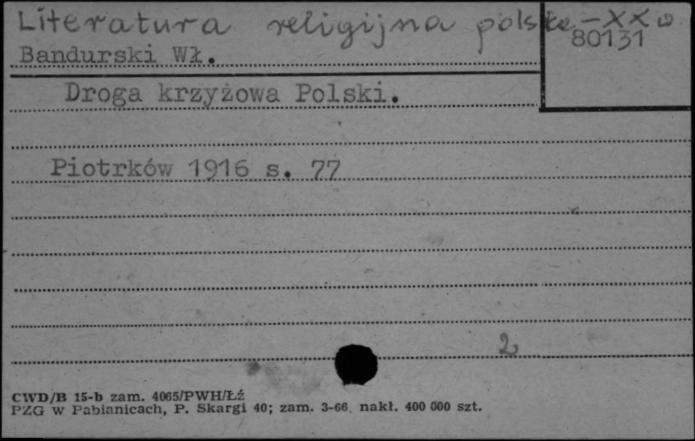 Literatura religijna polska – XX w
80131
Bandurski Wł.
Droga krzyżowa Polski.
Piotrków 1916 s. 77
2
CWD/B 15-b zam. 4065/PWH/Łź
PZG w Pabianicach, P. Skargi 40; zam. 3-66 nakł. 400 000 szt.